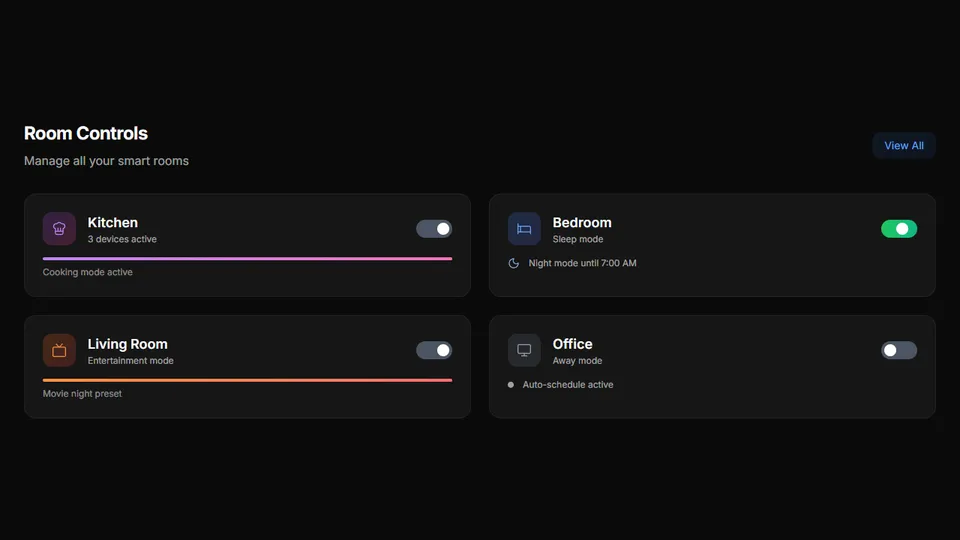 Room Controls
Manage all your smart rooms
View All
Kitchen
3 devices active
Cooking mode active
Bedroom
Sleep mode
Night mode until 7:00 AM
Living Room
Entertainment mode
Movie night preset
Office
Away mode
Auto-schedule active